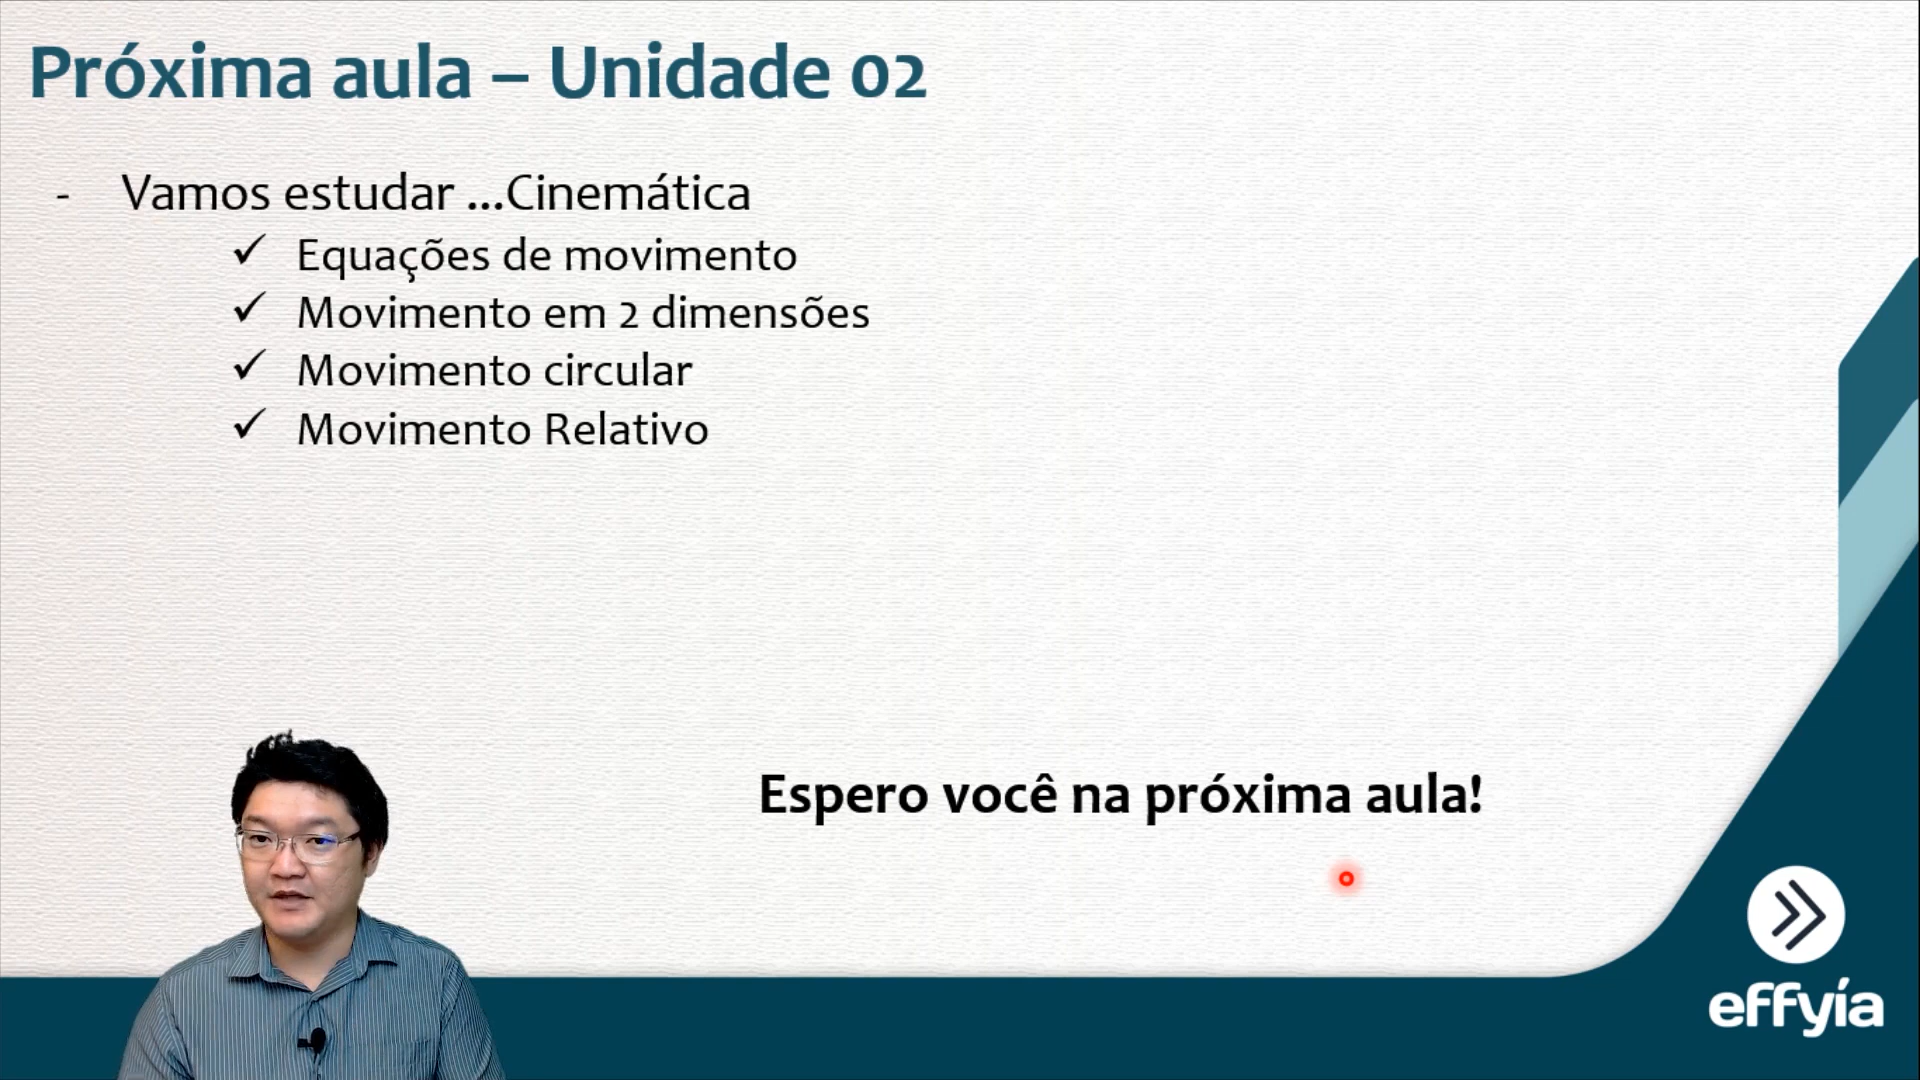 Próxima aula – Unidade 02
- Vamos estudar ...Cinemática
✓ Equações de movimento
✓ Movimento em 2 dimensões
✓ Movimento circular
✓ Movimento Relativo
Espero você na próxima aula!
effyía